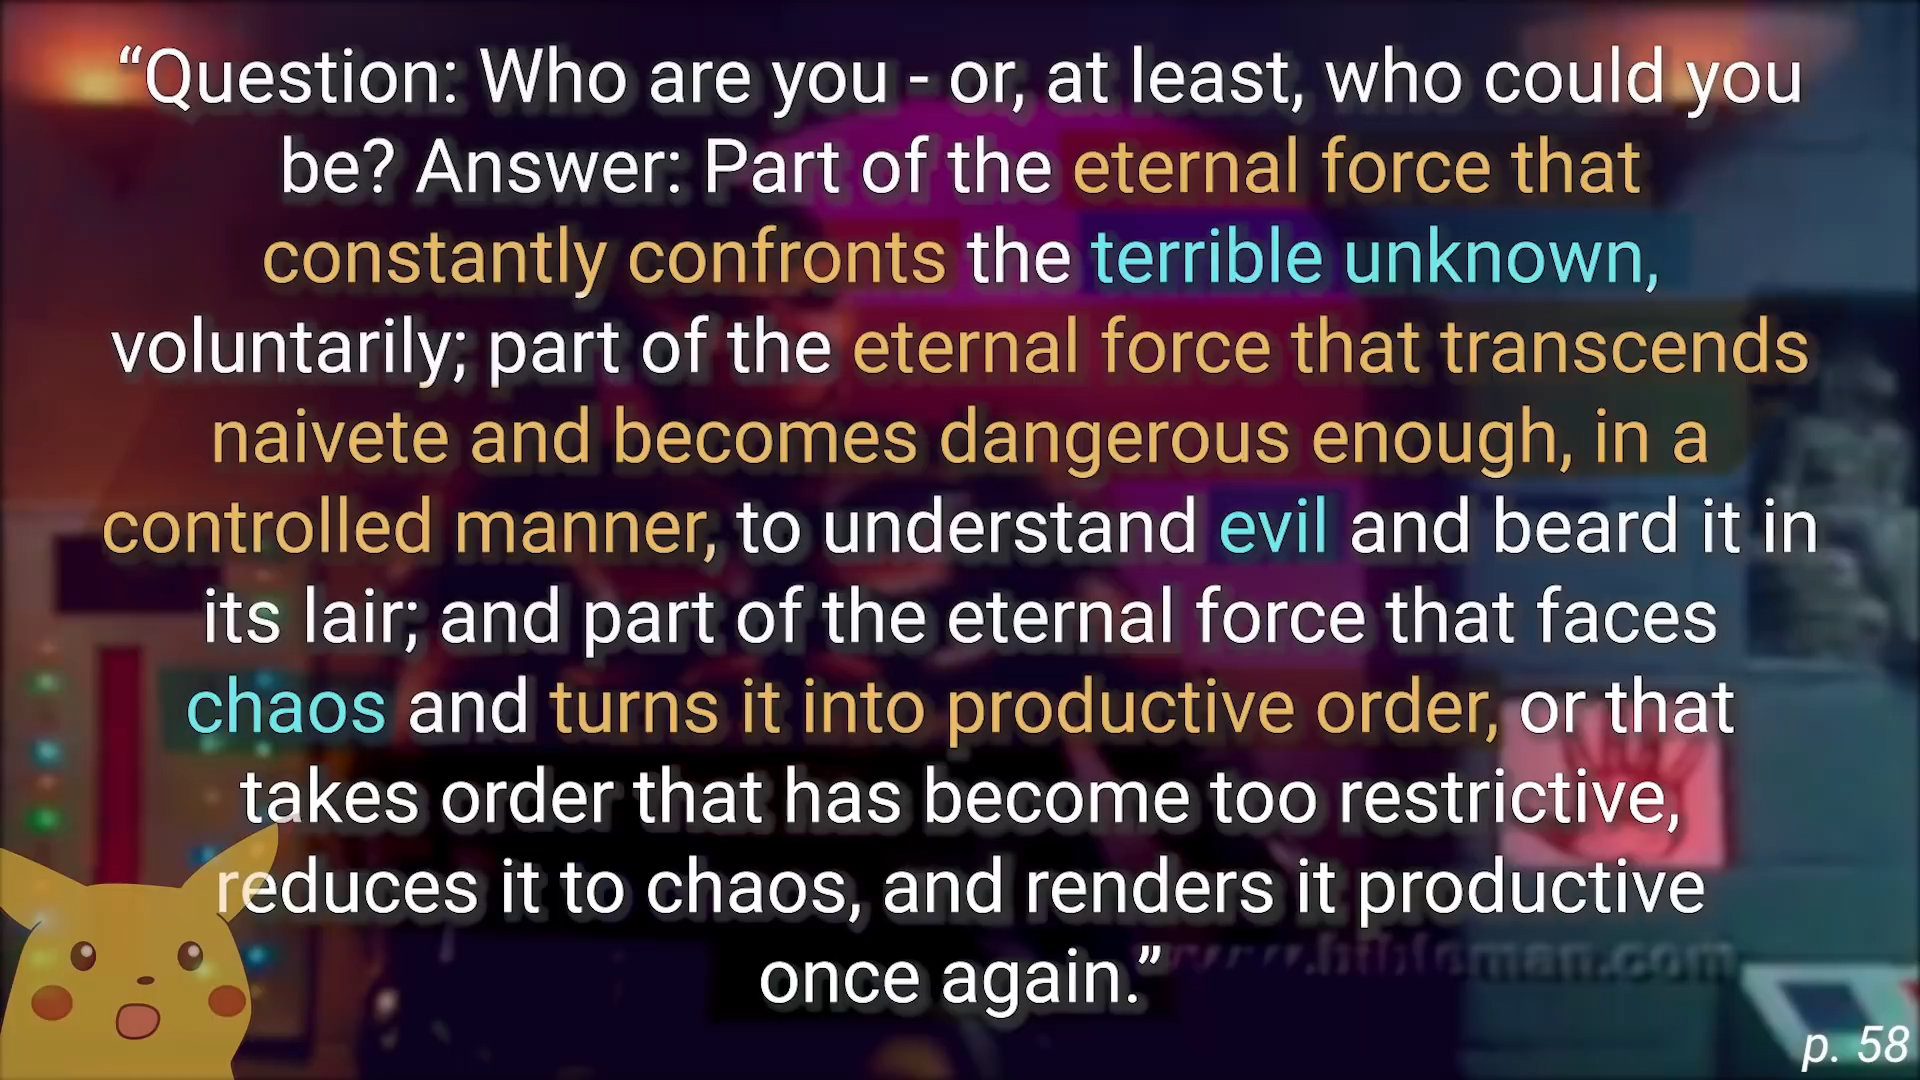 “Question: Who are you - or, at least, who could you
be? Answer: Part of the eternal force that
constantly confronts the terrible unknown,
voluntarily; part of the eternal force that transcends
naivete and becomes dangerous enough, in a
controlled manner, to understand evil and beard it in
its lair; and part of the eternal force that faces
chaos and turns it into productive order, or that
takes order that has become too restrictive,
reduces it to chaos, and renders it productive
once again.”
www.bibleman.com
p. 58